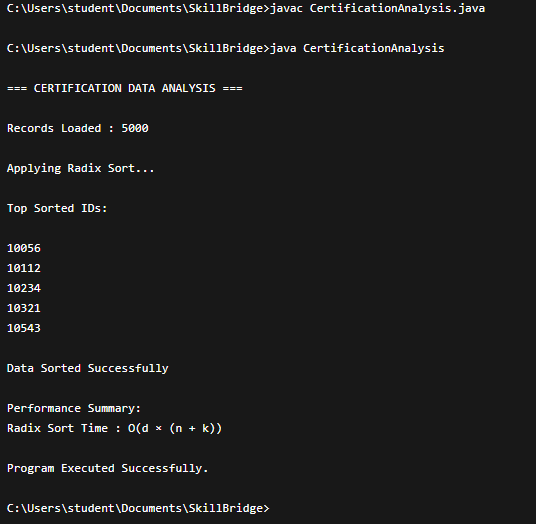 C:\Users\student\Documents\SkillBridge>javac CertificationAnalysis.java
C:\Users\student\Documents\SkillBridge>java CertificationAnalysis
=== CERTIFICATION DATA ANALYSIS ===
Records Loaded : 5000
Applying Radix Sort...
Top Sorted IDs:
10056
10112
10234
10321
10543
Data Sorted Successfully
Performance Summary:
Radix Sort Time : O(d × (n + k))
Program Executed Successfully.
C:\Users\student\Documents\SkillBridge>